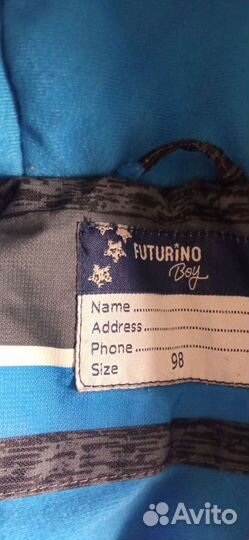 FUTURiNO
Boy
Name
Address
Phone
Size 98
Avito